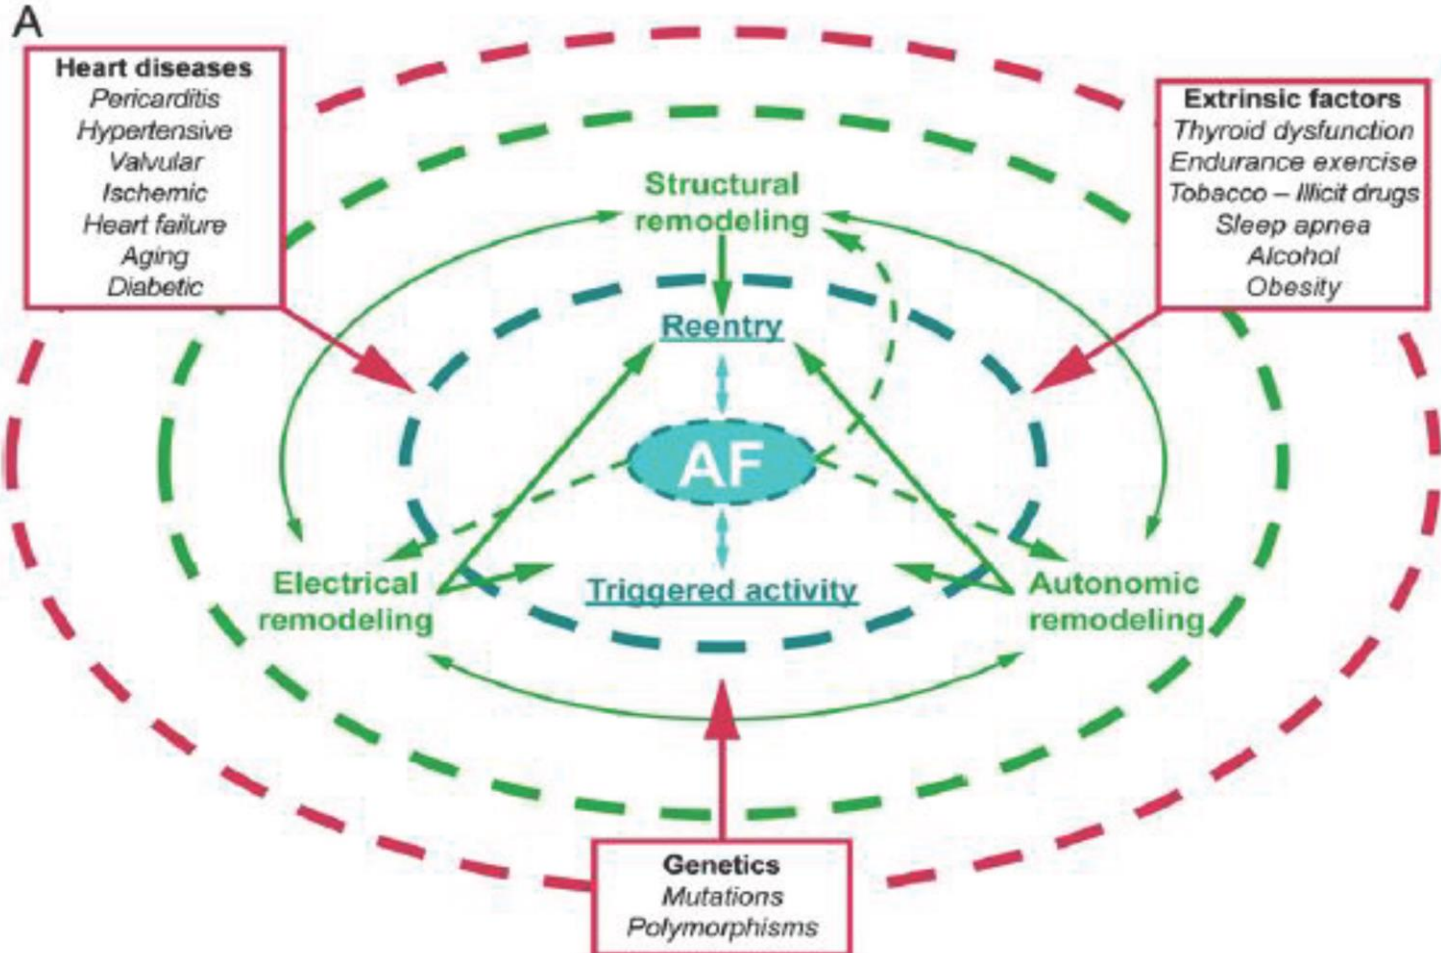 A
Heart diseases
Pericarditis
Hypertensive
Valvular
Ischemic
Heart failure
Aging
Diabetic
Extrinsic factors
Thyroid dysfunction
Endurance exercise
Tobacco – Illicit drugs
Sleep apnea
Alcohol
Obesity
Structural
remodeling
Reentry
AF
Triggered activity
Electrical
remodeling
Autonomic
remodeling
Genetics
Mutations
Polymorphisms